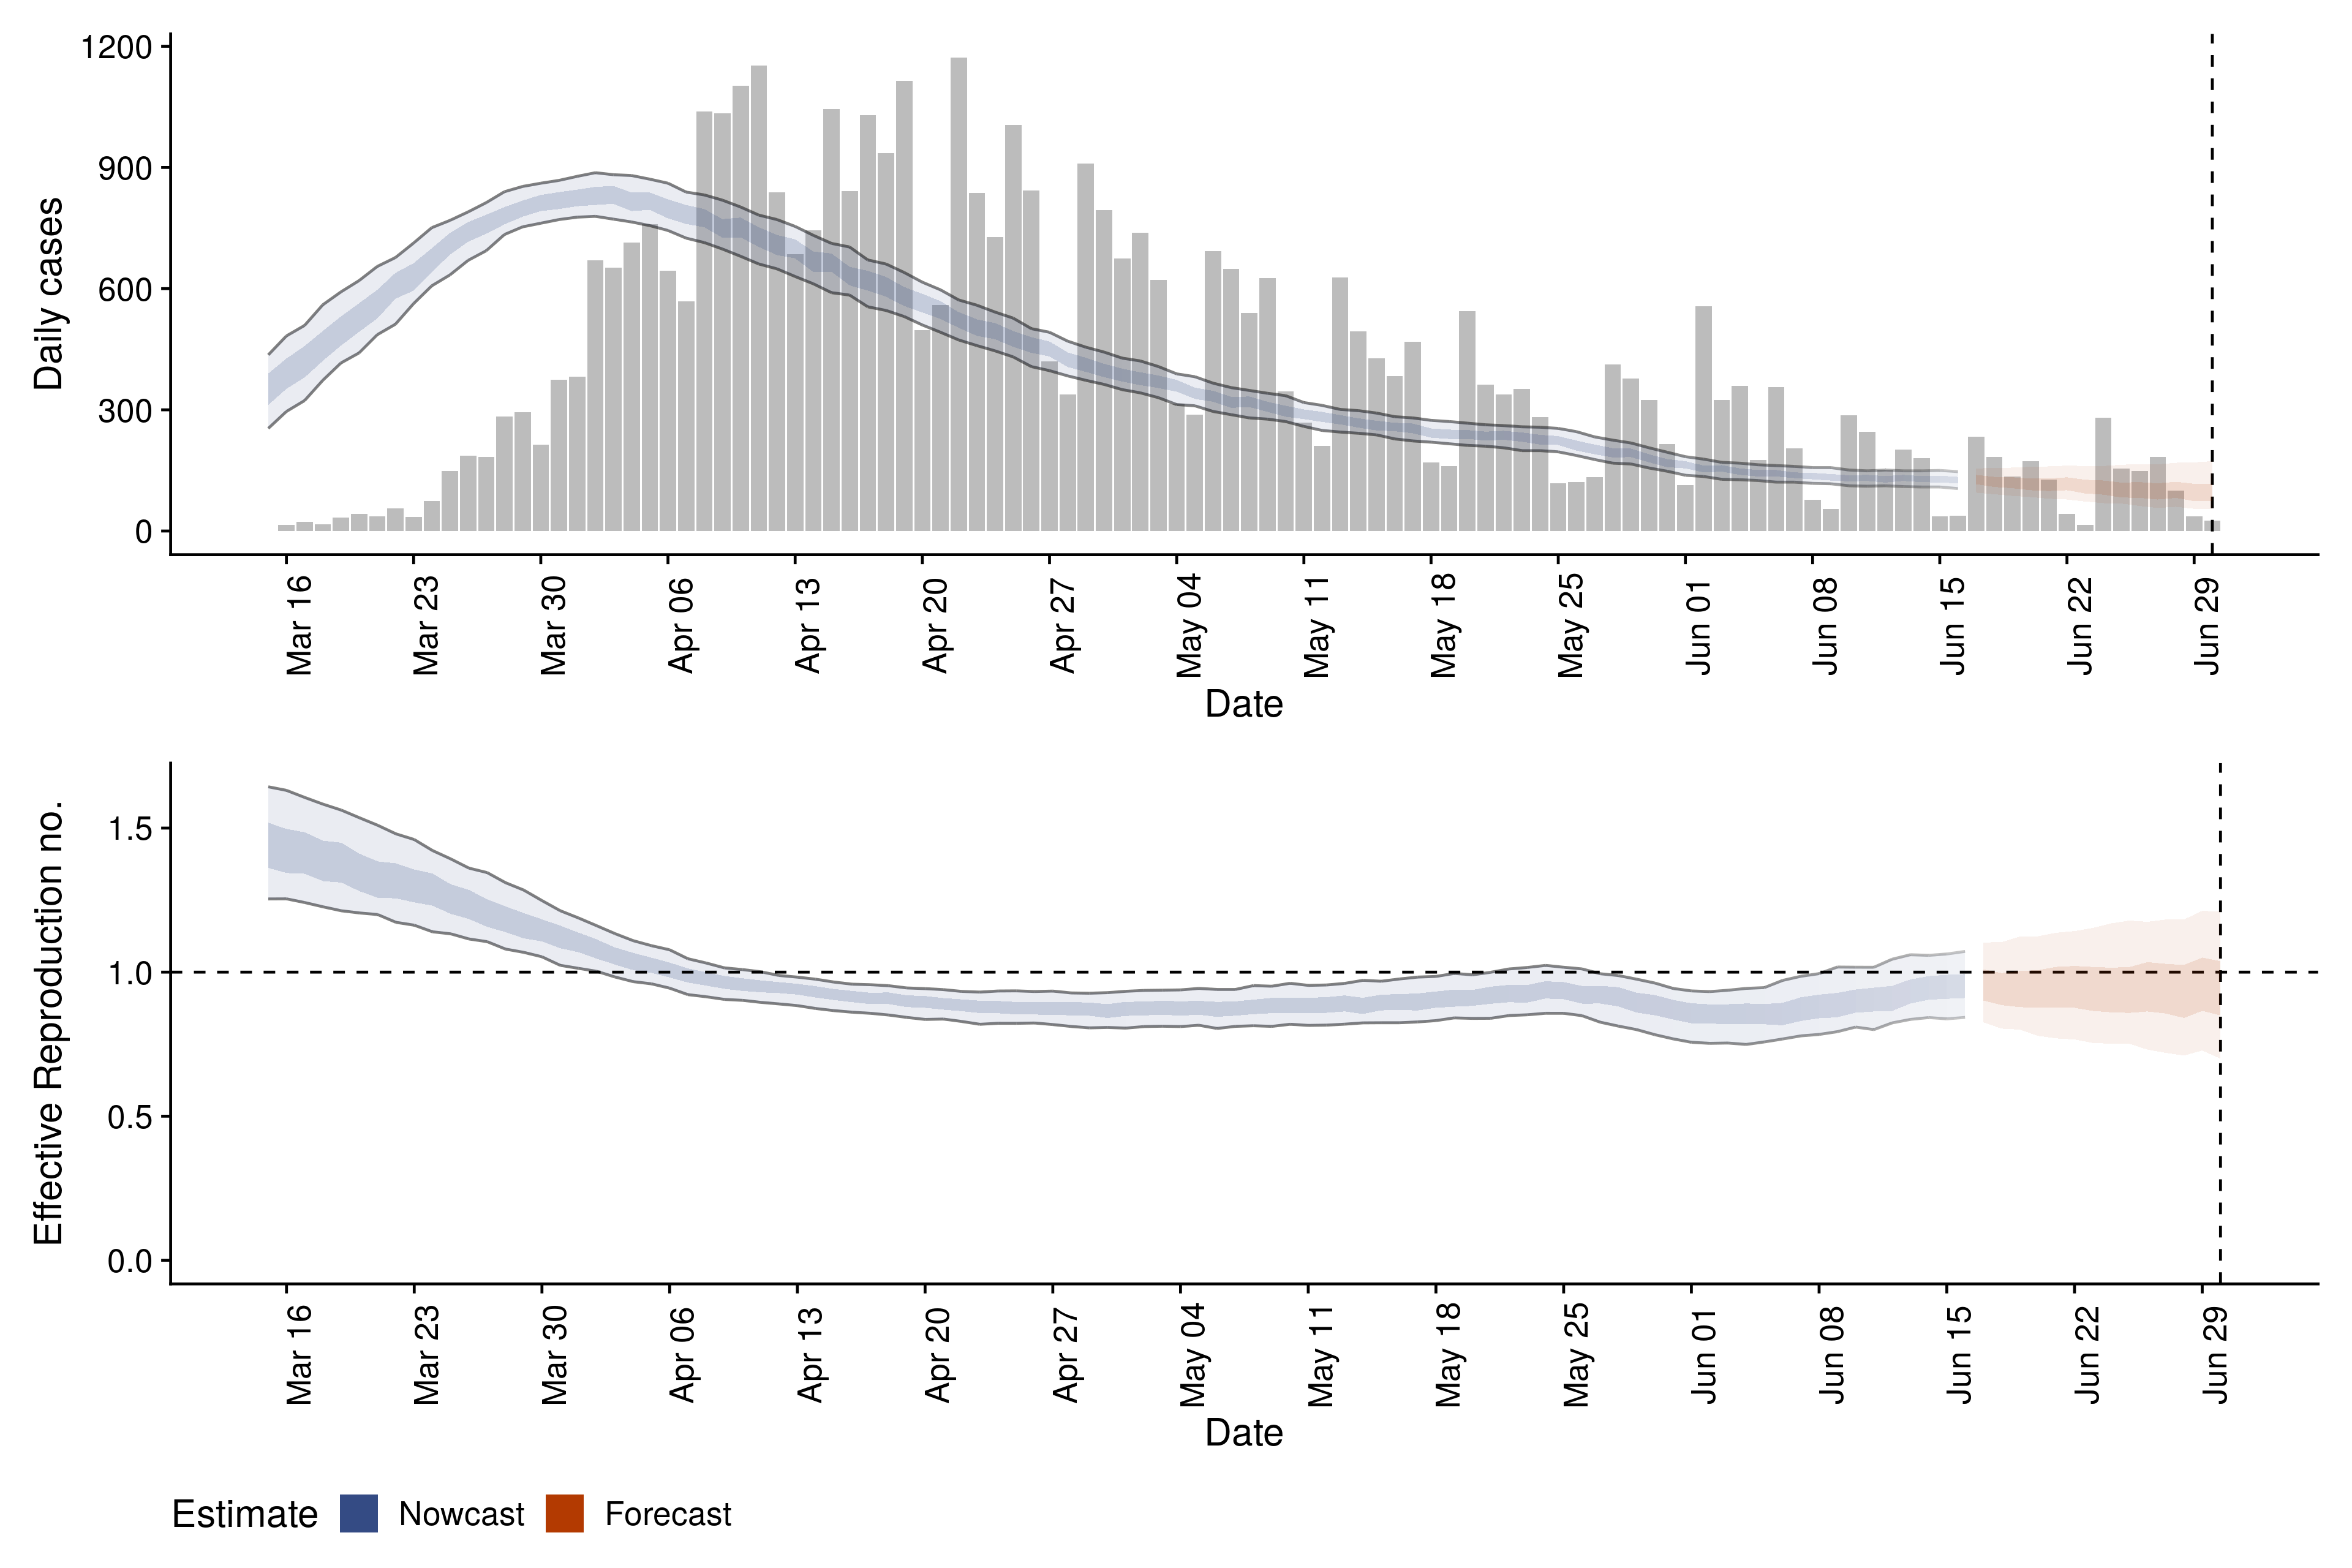 Daily cases
1200
900
600
300
0
Mar 16
Mar 23
Mar 30
Apr 06
Apr 13
Apr 20
Apr 27
May 04
May 11
May 18
May 25
Jun 01
Jun 08
Jun 15
Jun 22
Jun 29
Date
Effective Reproduction no.
1.5
1.0
0.5
0.0
Mar 16
Mar 23
Mar 30
Apr 06
Apr 13
Apr 20
Apr 27
May 04
May 11
May 18
May 25
Jun 01
Jun 08
Jun 15
Jun 22
Jun 29
Date
Estimate Nowcast Forecast